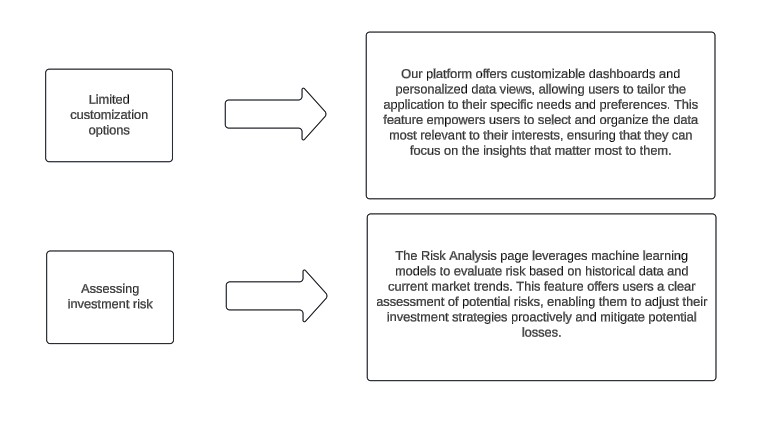 Limited
customization
options
Our platform offers customizable dashboards and
personalized data views, allowing users to tailor the
application to their specific needs and preferences. This
feature empowers users to select and organize the data
most relevant to their interests, ensuring that they can
focus on the insights that matter most to them.
Assessing
investment risk
The Risk Analysis page leverages machine learning
models to evaluate risk based on historical data and
current market trends. This feature offers users a clear
assessment of potential risks, enabling them to adjust their
investment strategies proactively and mitigate potential
losses.